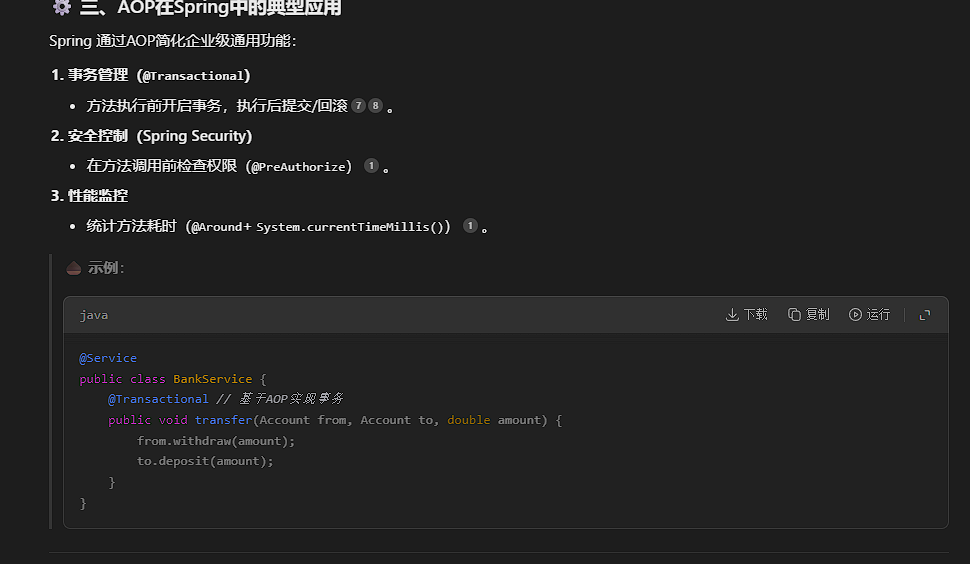 三、AOP在Spring中的典型应用
Spring 通过AOP简化企业级通用功能：
1. 事务管理（@Transactional）
• 方法执行前开启事务，执行后提交/回滚 7 8 。
2. 安全控制（Spring Security）
• 在方法调用前检查权限（@PreAuthorize） 1 。
3. 性能监控
• 统计方法耗时（@Around+ System.currentTimeMillis()） 1 。
示例：
java 下载 复制 运行
@Service
public class BankService {
    @Transactional // 基于AOP实现事务
    public void transfer(Account from, Account to, double amount) {
        from.withdraw(amount);
        to.deposit(amount);
    }
}